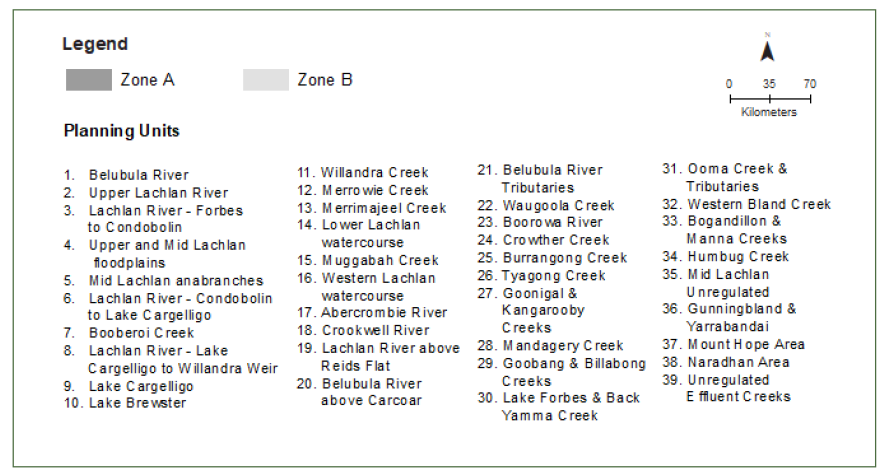 Legend
N
Zone A
Zone B
0 35 70
Kilometers
Planning Units
1. Belubula River
2. Upper Lachlan River
3. Lachlan River - Forbes
to Condobolin
4. Upper and Mid Lachlan
floodplains
5. Mid Lachlan anabranches
6. Lachlan River - Condobolin
to Lake Cargelligo
7. Booberoi Creek
8. Lachlan River - Lake
Cargelligo to Willandra Weir
9. Lake Cargelligo
10. Lake Brewster
11. Willandra Creek
12. Merrowie Creek
13. Merrimajeel Creek
14. Lower Lachlan
watercourse
15. Muggabah Creek
16. Western Lachlan
watercourse
17. Abercrombie River
18. Crookwell River
19. Lachlan River above
Reids Flat
20. Belubula River
above Carcoar
21. Belubula River
Tributaries
22. Waugoola Creek
23. Boorowa River
24. Crowther Creek
25. Burrangong Creek
26. Tyagong Creek
27. Goonigal &
Kangarooby
Creeks
28. Mandagery Creek
29. Goobang & Billabong
Creeks
30. Lake Forbes & Back
Yamma Creek
31. Ooma Creek &
Tributaries
32. Western Bland Creek
33. Bogandillon &
Manna Creeks
34. Humbug Creek
35. Mid Lachlan
Unregulated
36. Gunningbland &
Yarrabandai
37. Mount Hope Area
38. Naradhan Area
39. Unregulated
Effluent Creeks